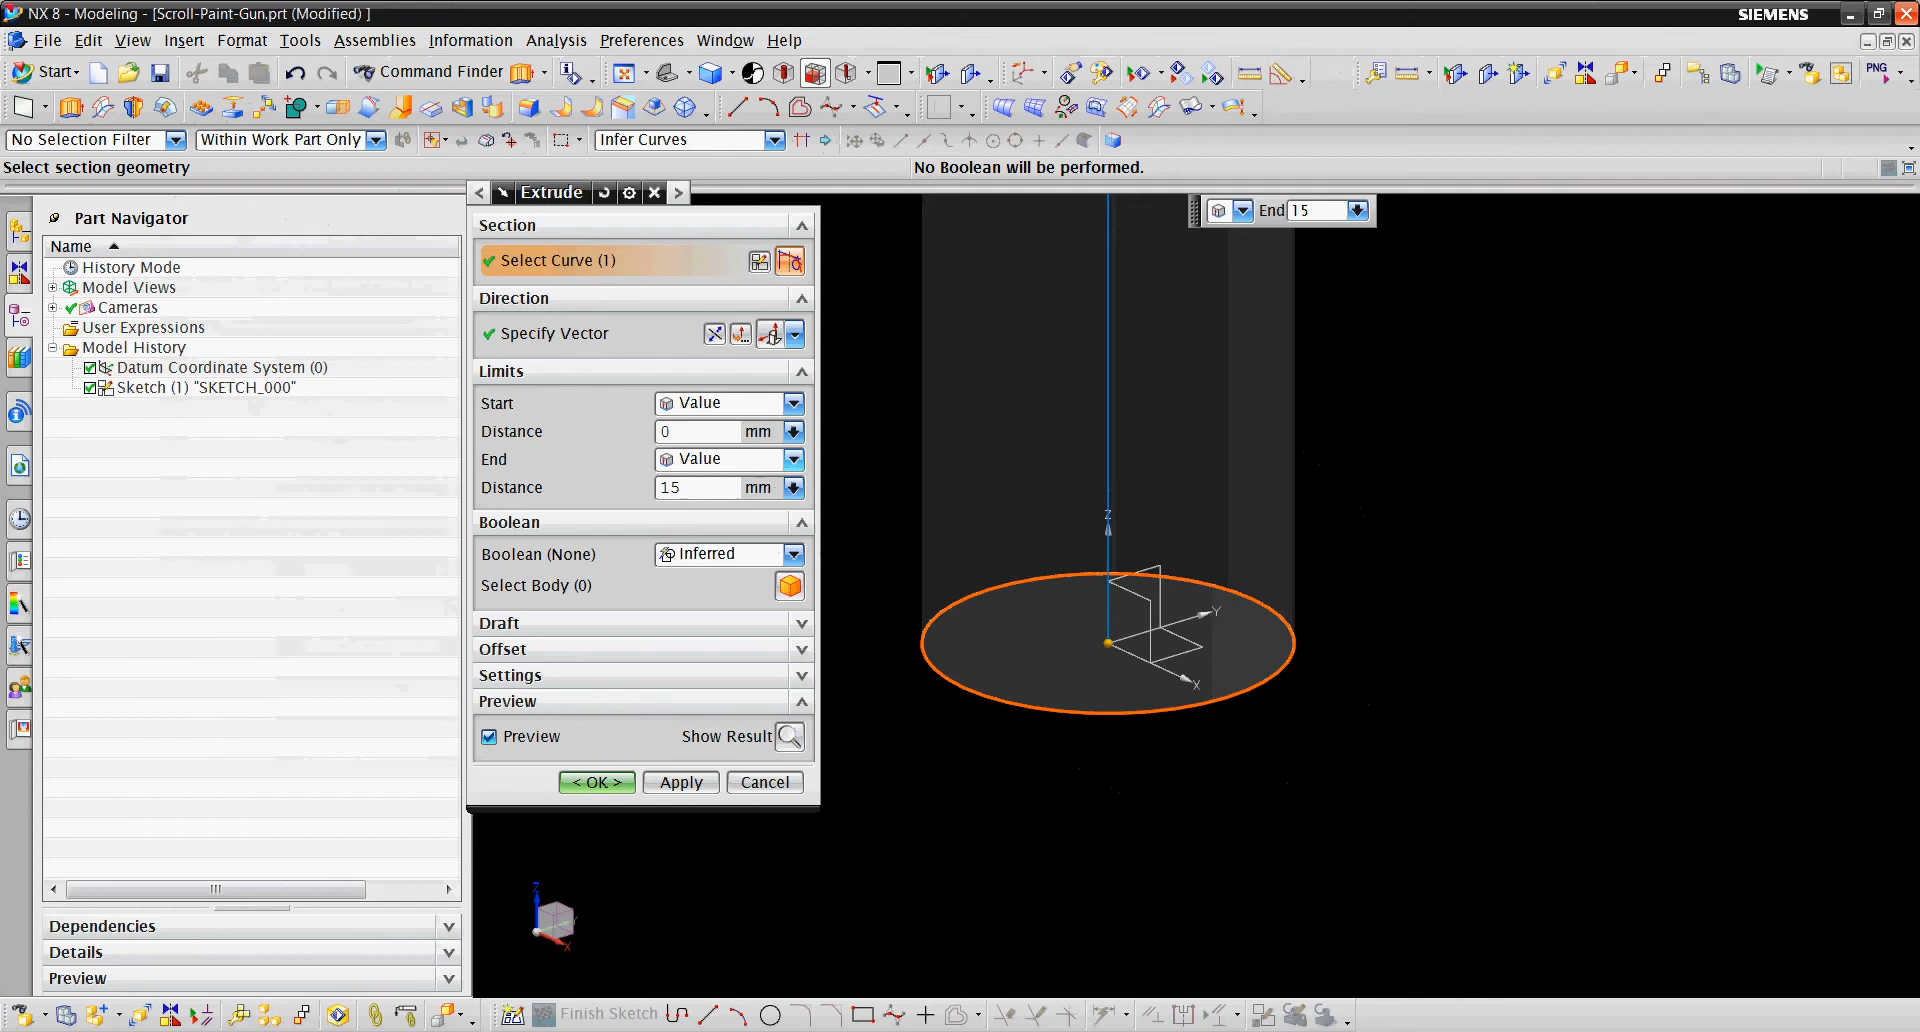 NX 8 - Modeling - [Scroll-Paint-Gun.prt (Modified) ]
SIEMENS
File Edit View Insert Format Tools Assemblies Information Analysis Preferences Window Help
Start
Command Finder
PNG
No Selection Filter
Within Work Part Only
Infer Curves
Select section geometry
No Boolean will be performed.
Extrude
End 15
Part Navigator
Name
History Mode
Model Views
Cameras
User Expressions
Model History
Datum Coordinate System (0)
Sketch (1) "SKETCH_000"
Section
Select Curve (1)
Direction
Specify Vector
Limits
Start Value
Distance 0 mm
End Value
Distance 15 mm
Boolean
Boolean (None) Inferred
Select Body (0)
Draft
Offset
Settings
Preview
Preview Show Result
< OK > Apply Cancel
Z
Y
X
Z
X
Dependencies
Details
Preview
Finish Sketch